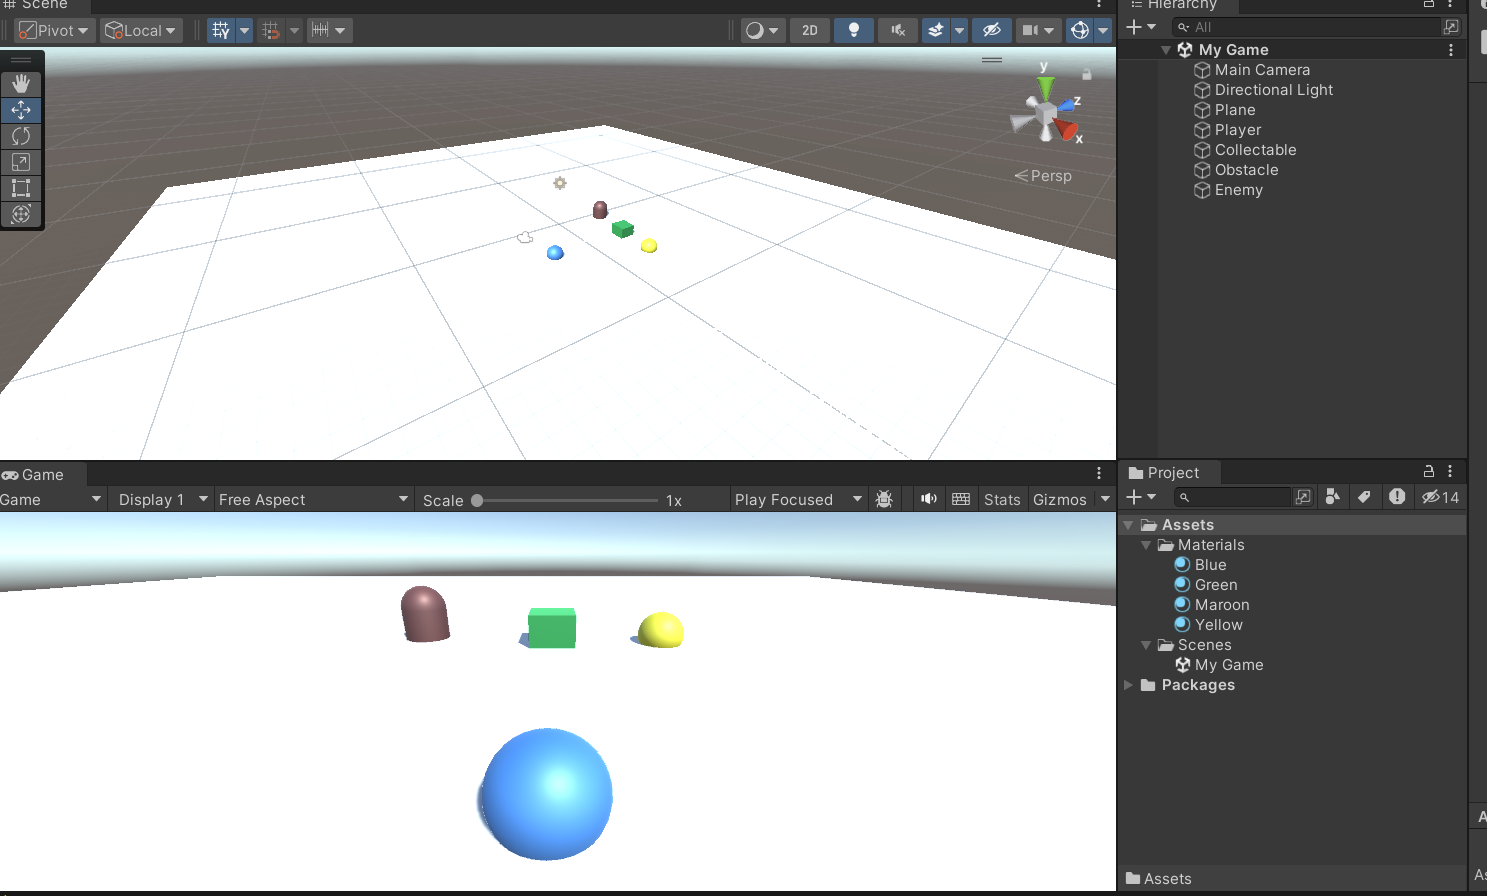 Scene
Pivot Local 2D
y
z
x
Persp
Game
Game Display 1 Free Aspect Scale 1x Play Focused Stats Gizmos
Hierarchy
All
My Game
Main Camera
Directional Light
Plane
Player
Collectable
Obstacle
Enemy
Project
14
Assets
Materials
Blue
Green
Maroon
Yellow
Scenes
My Game
Packages
Assets